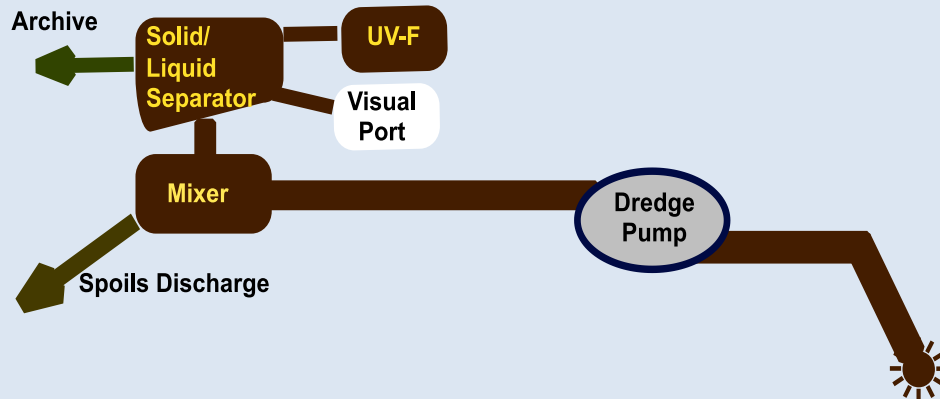 Archive
Solid/
Liquid
Separator
UV-F
Visual
Port
Mixer
Dredge
Pump
Spoils Discharge